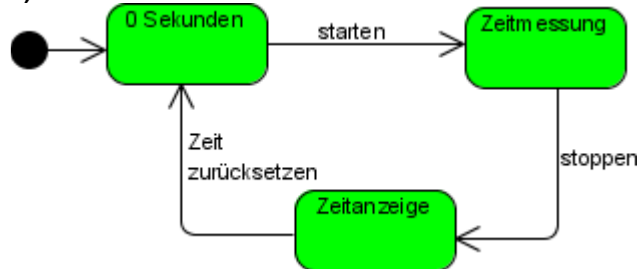 0 Sekunden
starten
Zeitmessung
Zeit
zurücksetzen
stoppen
Zeitanzeige